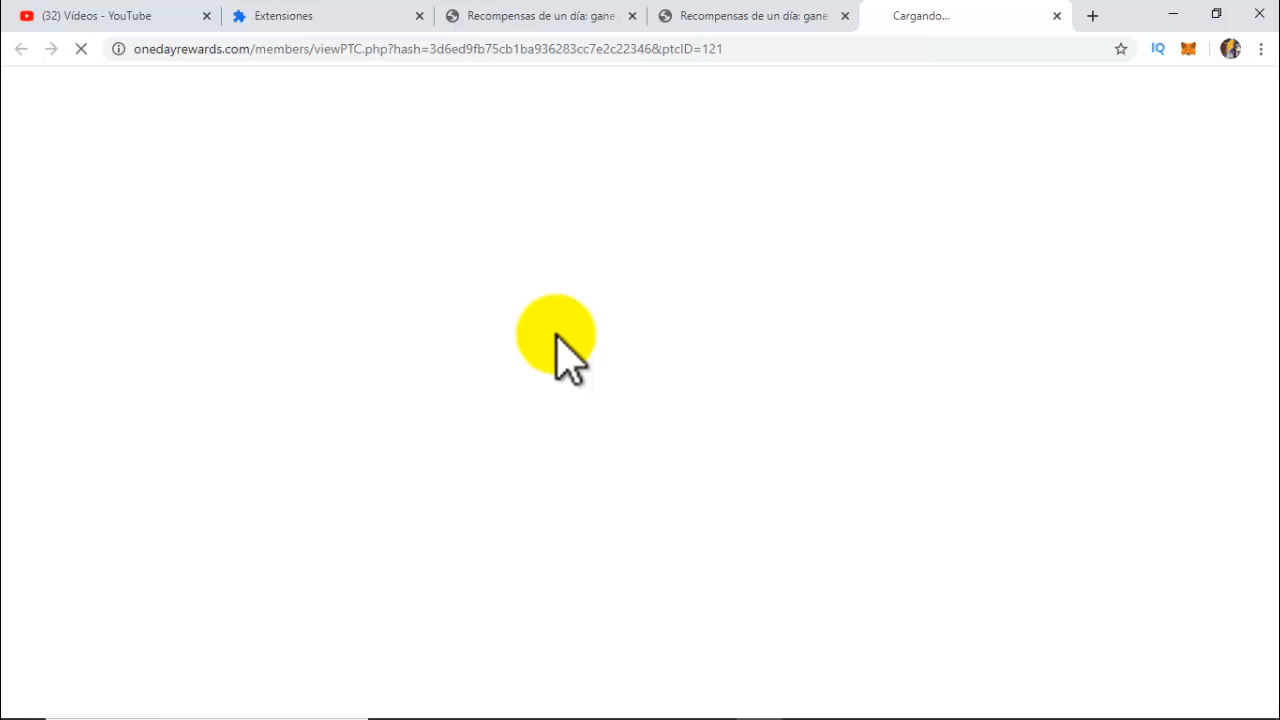 (32) Vídeos - YouTube
Extensiones
Recompensas de un día: gane
Recompensas de un día: gane
Cargando...
onedayrewards.com/members/viewPTC.php?hash=3d6ed9fb75cb1ba936283cc7e2c22346&ptcID=121
IQ